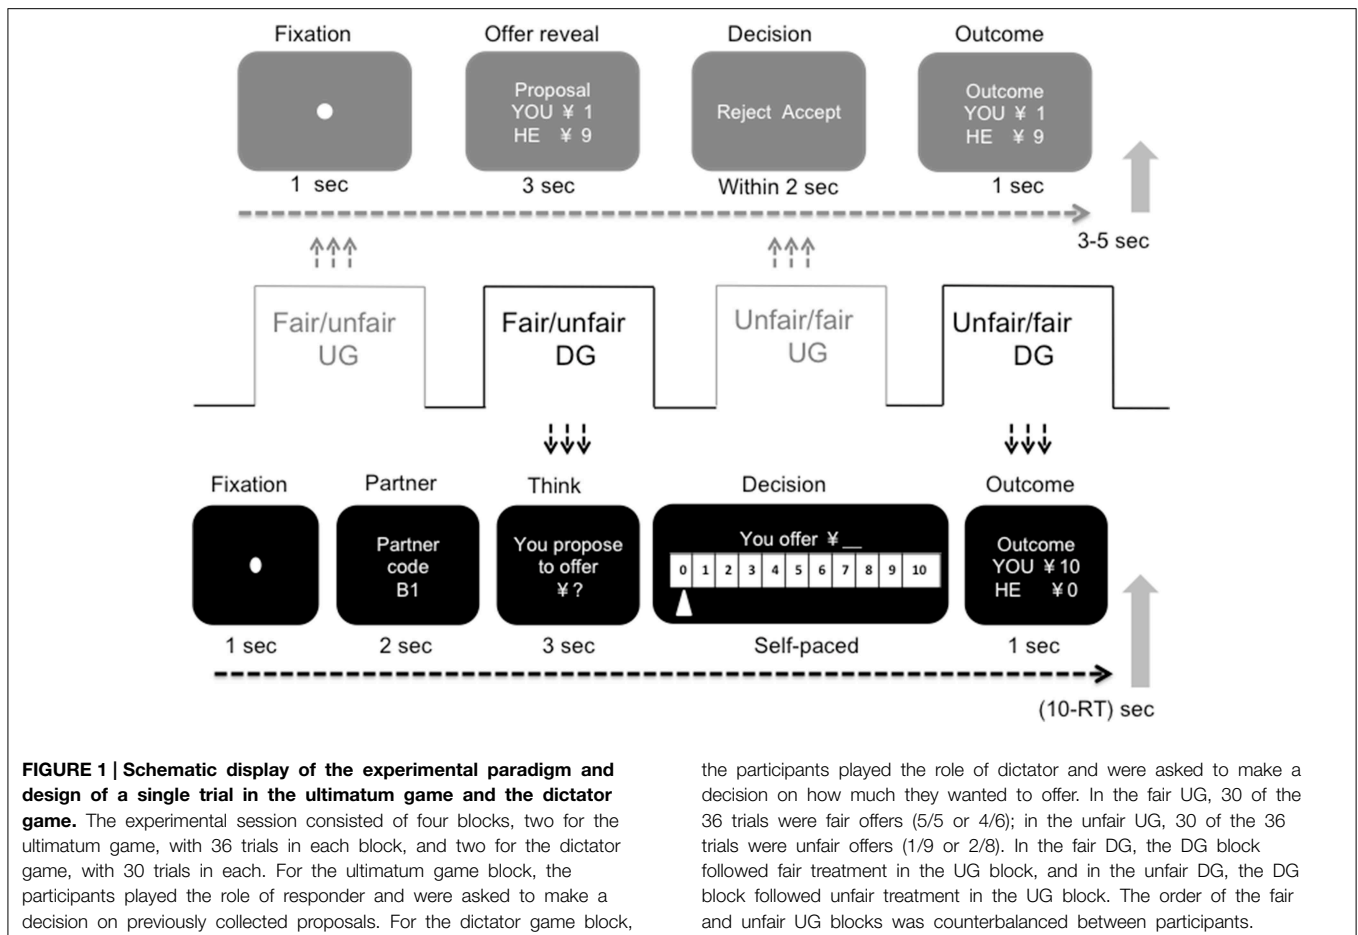 Fixation Offer reveal Decision Outcome
Proposal
YOU ¥ 1
HE ¥ 9
Reject Accept
Outcome
YOU ¥ 1
HE ¥ 9
1 sec 3 sec Within 2 sec 1 sec
3-5 sec
Fair/unfair
UG
Fair/unfair
DG
Unfair/fair
UG
Unfair/fair
DG
Fixation Partner Think Decision Outcome
Partner
code
B1
You propose
to offer
¥ ?
You offer ¥ __
0 1 2 3 4 5 6 7 8 9 10
Outcome
YOU ¥ 10
HE ¥ 0
1 sec 2 sec 3 sec Self-paced 1 sec
(10-RT) sec
FIGURE 1 | Schematic display of the experimental paradigm and
design of a single trial in the ultimatum game and the dictator
game. The experimental session consisted of four blocks, two for the
ultimatum game, with 36 trials in each block, and two for the dictator
game, with 30 trials in each. For the ultimatum game block, the
participants played the role of responder and were asked to make a
decision on previously collected proposals. For the dictator game block,
the participants played the role of dictator and were asked to make a
decision on how much they wanted to offer. In the fair UG, 30 of the
36 trials were fair offers (5/5 or 4/6); in the unfair UG, 30 of the 36
trials were unfair offers (1/9 or 2/8). In the fair DG, the DG block
followed fair treatment in the UG block, and in the unfair DG, the DG
block followed unfair treatment in the UG block. The order of the fair
and unfair UG blocks was counterbalanced between participants.